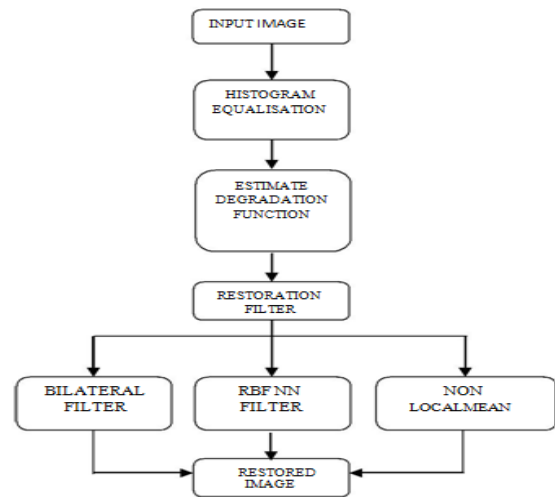 INPUT IMAGE
HISTOGRAM
EQUALISATION
ESTIMATE
DEGRADATION
FUNCTION
RESTORATION
FILTER
BILATERAL
FILTER
RBF NN
FILTER
NON
LOCALMEAN
RESTORED
IMAGE